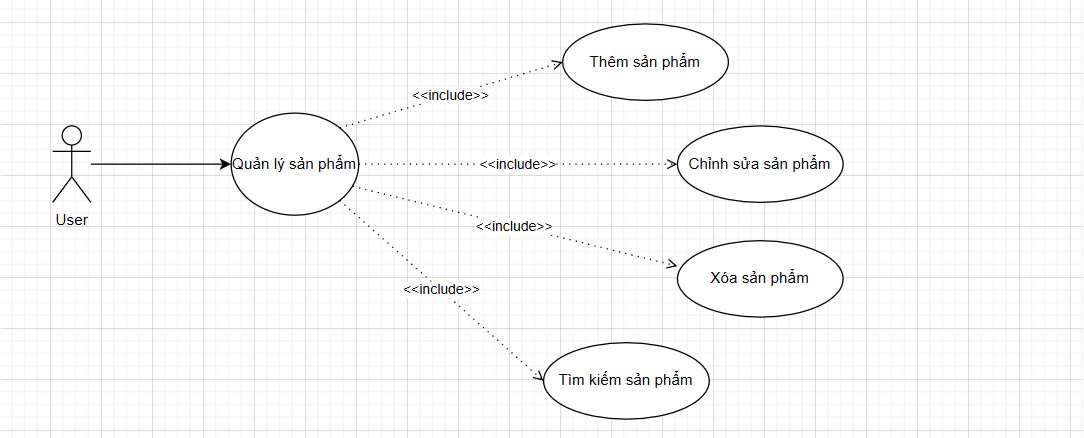 Thêm sản phẩm
<<include>>
Quản lý sản phẩm
<<include>>
Chỉnh sửa sản phẩm
User
<<include>>
Xóa sản phẩm
<<include>>
Tìm kiếm sản phẩm